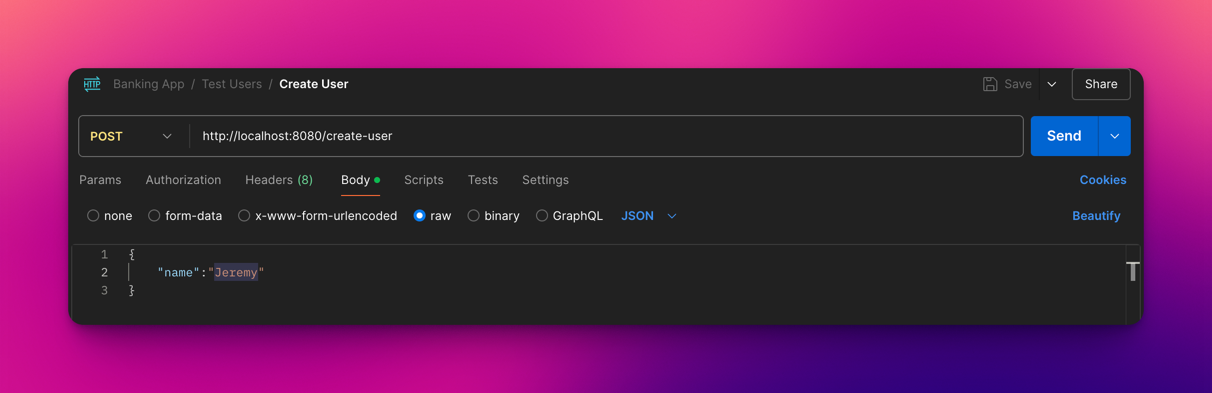 HTTP Banking App / Test Users / Create User Save Share
POST http://localhost:8080/create-user Send
Params Authorization Headers (8) Body Scripts Tests Settings Cookies
none form-data x-www-form-urlencoded raw binary GraphQL JSON Beautify
1 {
2 "name":"Jeremy"
3 }